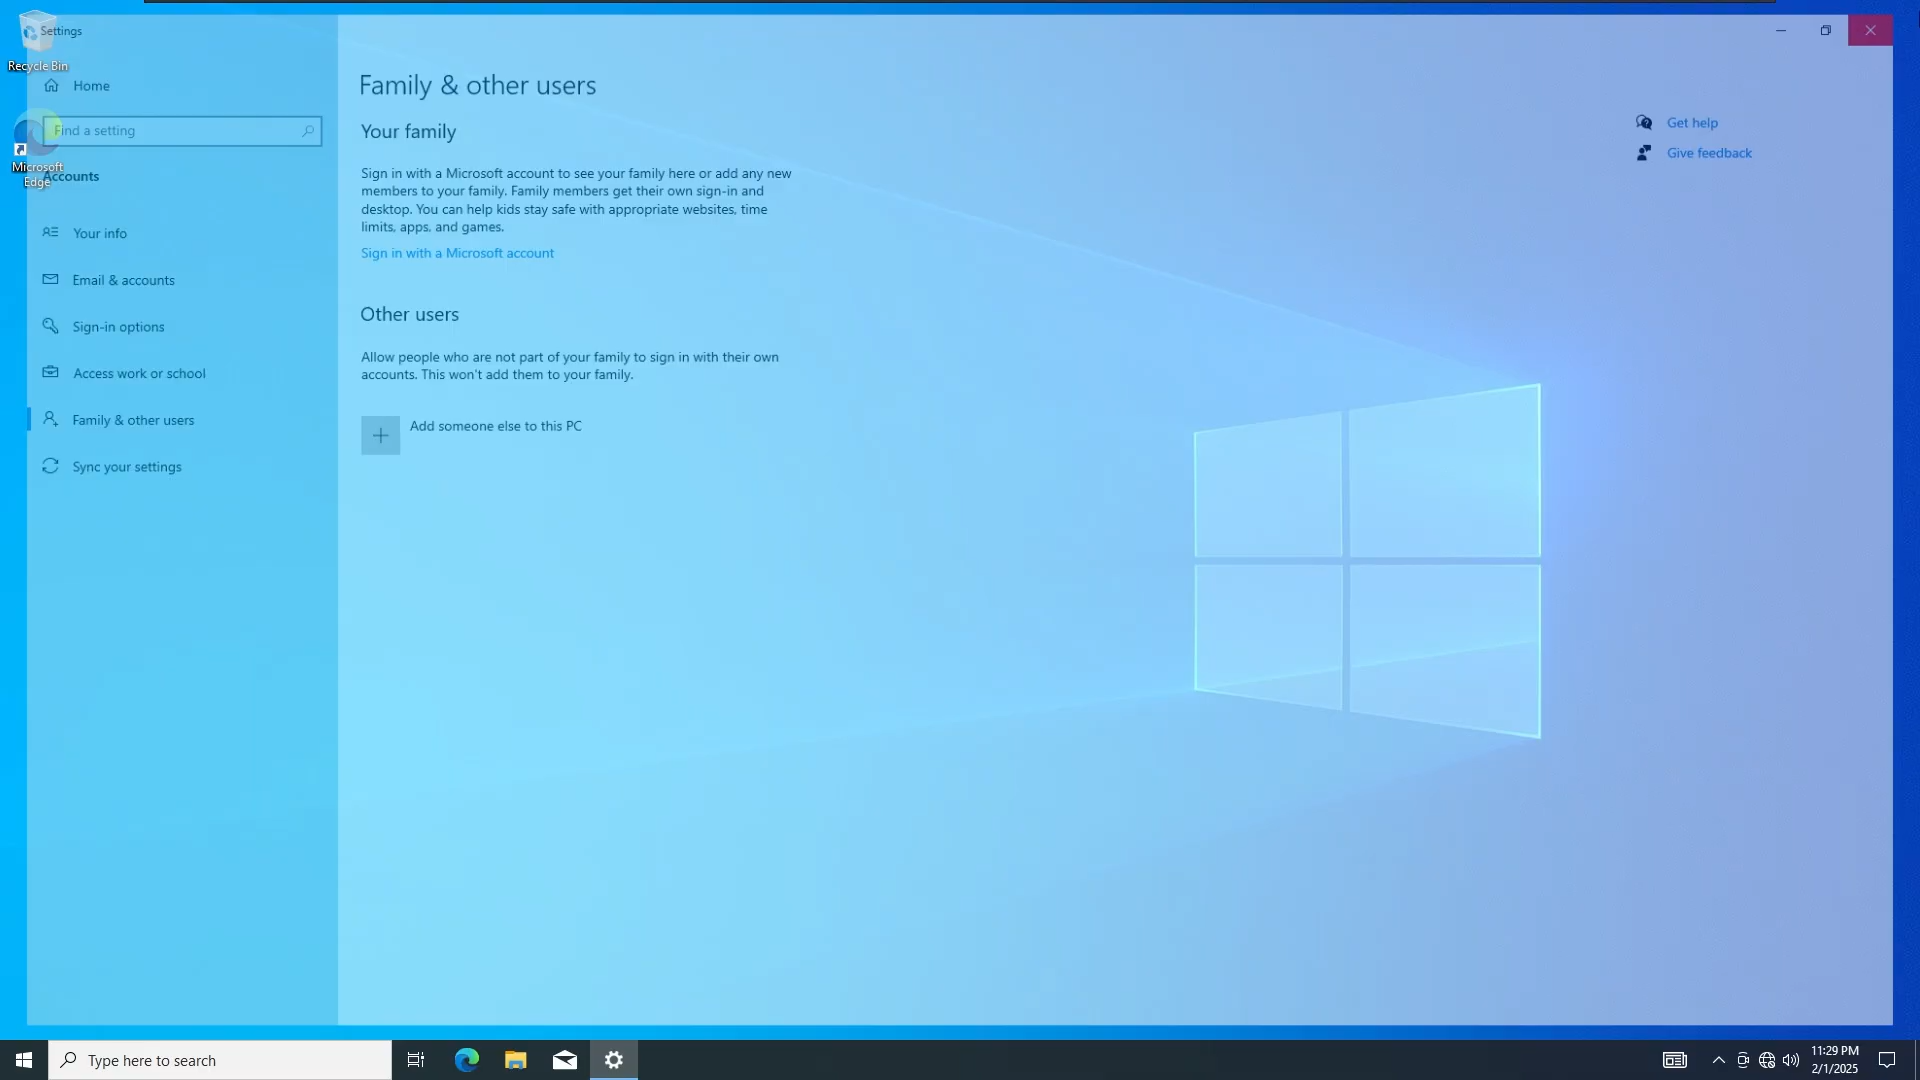 Settings
Recycle Bin
Home
Find a setting
Microsoft
Edge
Accounts
Your info
Email & accounts
Sign-in options
Access work or school
Family & other users
Sync your settings
Family & other users
Your family
Sign in with a Microsoft account to see your family here or add any new
members to your family. Family members get their own sign-in and
desktop. You can help kids stay safe with appropriate websites, time
limits, apps, and games.
Sign in with a Microsoft account
Other users
Allow people who are not part of your family to sign in with their own
accounts. This won't add them to your family.
Add someone else to this PC
Get help
Give feedback
Type here to search
11:29 PM
2/1/2025